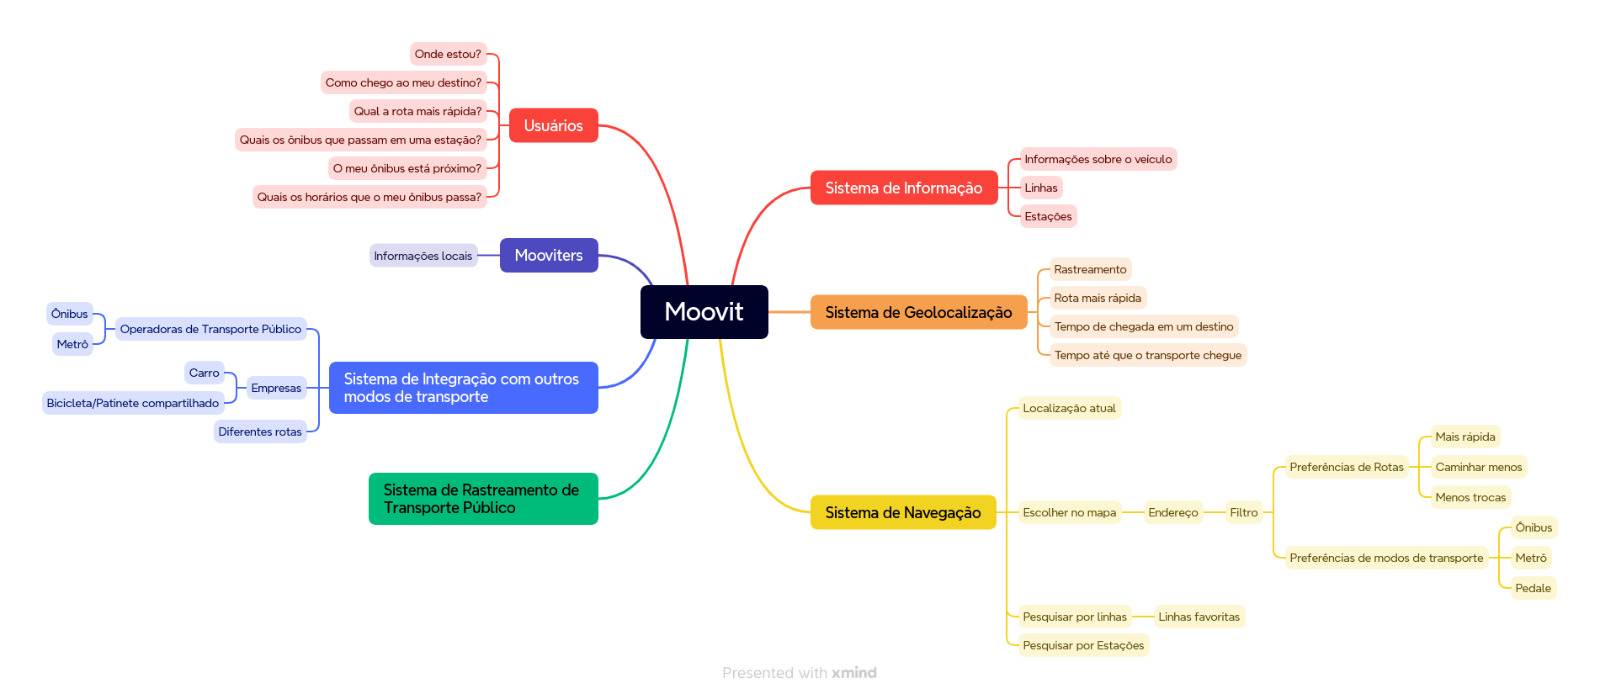 Moovit
Usuários
Onde estou?
Como chego ao meu destino?
Qual a rota mais rápida?
Quais os ônibus que passam em uma estação?
O meu ônibus está próximo?
Quais os horários que o meu ônibus passa?
Mooviters
Informações locais
Sistema de Integração com outros
modos de transporte
Operadoras de Transporte Público
Ônibus
Metrô
Empresas
Carro
Bicicleta/Patinete compartilhado
Diferentes rotas
Sistema de Rastreamento de
Transporte Público
Sistema de Informação
Informações sobre o veículo
Linhas
Estações
Sistema de Geolocalização
Rastreamento
Rota mais rápida
Tempo de chegada em um destino
Tempo até que o transporte chegue
Sistema de Navegação
Localização atual
Escolher no mapa
Endereço
Filtro
Preferências de Rotas
Mais rápida
Caminhar menos
Menos trocas
Preferências de modos de transporte
Ônibus
Metrô
Pedale
Pesquisar por linhas
Linhas favoritas
Pesquisar por Estações
Presented with xmind